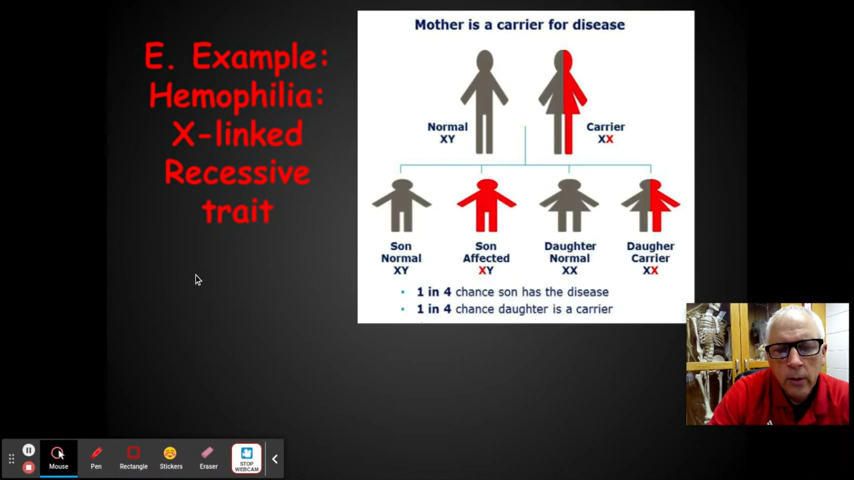 E. Example:
Hemophilia:
X-linked
Recessive
trait
Mother is a carrier for disease
Normal
XY
Carrier
XX
Son
Normal
XY
Son
Affected
XY
Daughter
Normal
XX
Daugher
Carrier
XX
• 1 in 4 chance son has the disease
• 1 in 4 chance daughter is a carrier
Mouse
Pen
Rectangle
Stickers
Eraser
STOP
WEBCAM